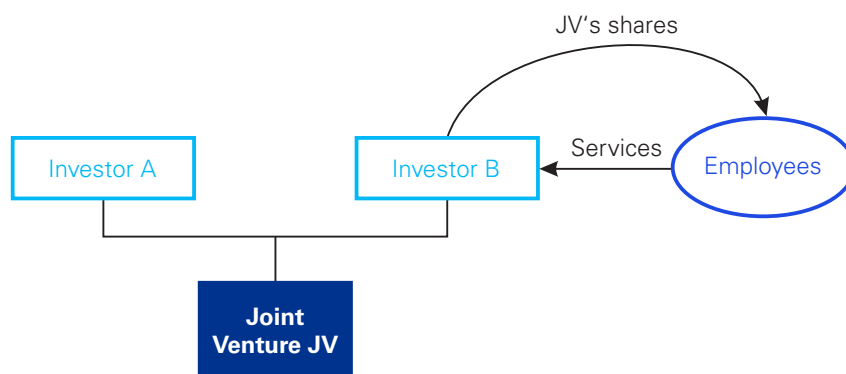 JV‘s shares
Investor A
Investor B
Services
Employees
Joint
Venture JV